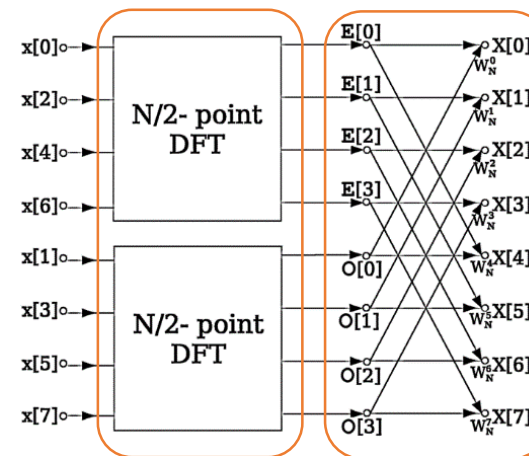 x[0]
x[2]
x[4]
x[6]
x[1]
x[3]
x[5]
x[7]
N/2- point
DFT
N/2- point
DFT
E[0]
E[1]
E[2]
E[3]
O[0]
O[1]
O[2]
O[3]
W_N^0 X[0]
W_N^1 X[1]
W_N^2 X[2]
W_N^3 X[3]
W_N^4 X[4]
W_N^5 X[5]
W_N^6 X[6]
W_N^7 X[7]